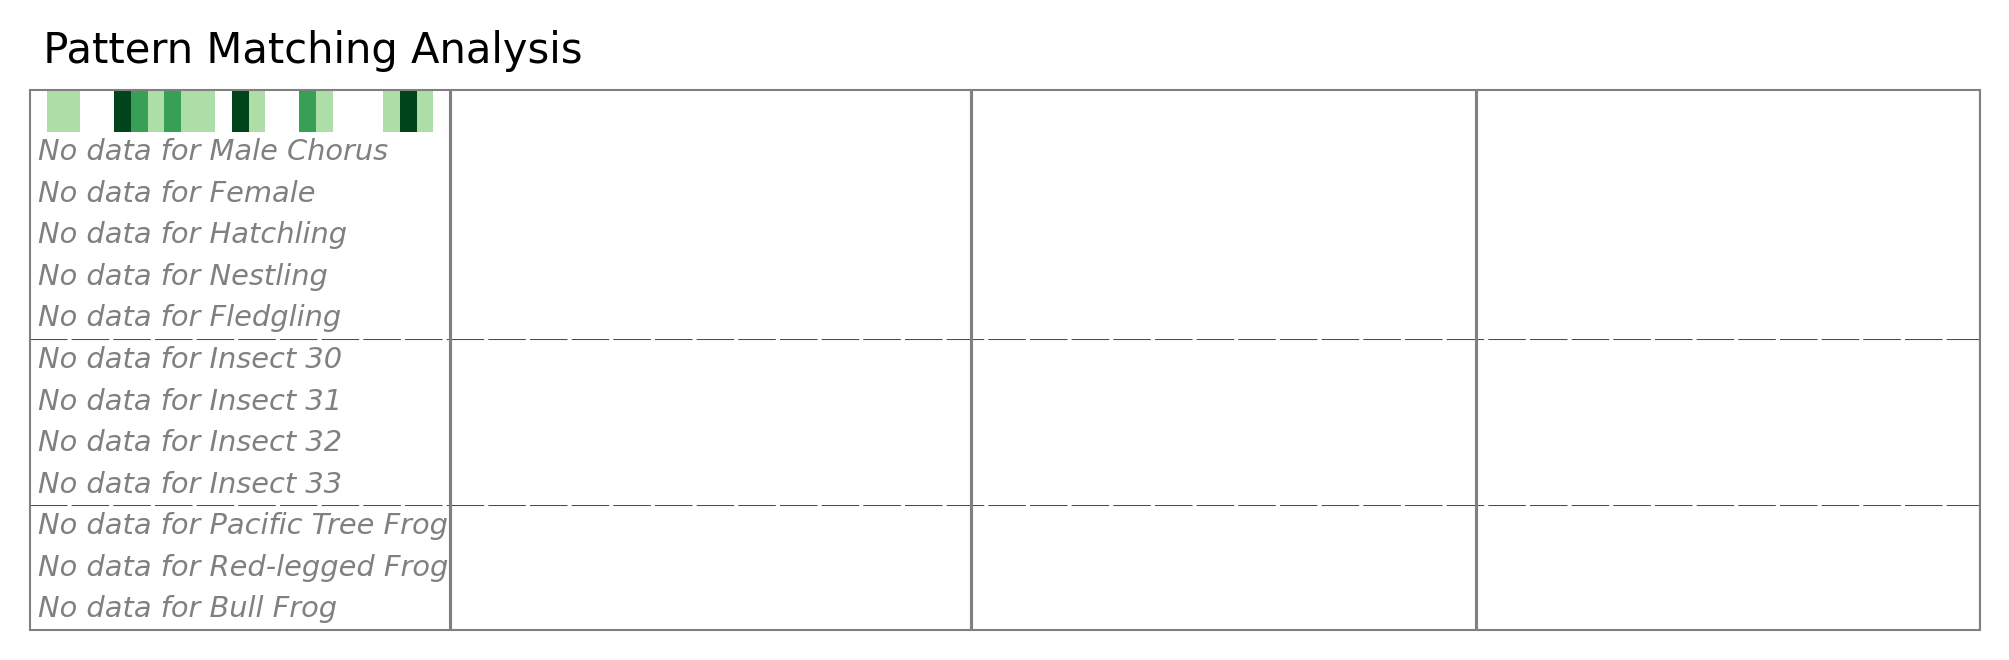 Pattern Matching Analysis
No data for Male Chorus
No data for Female
No data for Hatchling
No data for Nestling
No data for Fledgling
No data for Insect 30
No data for Insect 31
No data for Insect 32
No data for Insect 33
No data for Pacific Tree Frog
No data for Red-legged Frog
No data for Bull Frog